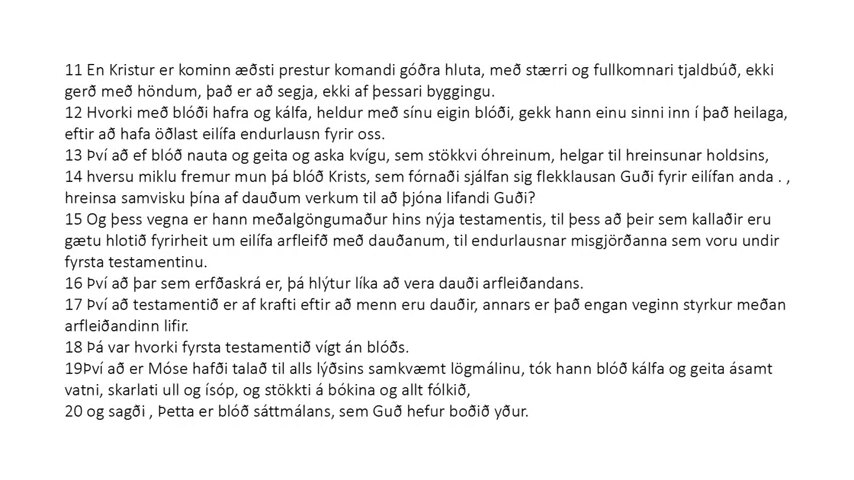 11 En Kristur er kominn æðsti prestur komandi góðra hluta, með stærri og fullkomnari tjaldbúð, ekki
gerð með höndum, það er að segja, ekki af þessari byggingu.
12 Hvorki með blóði hafra og kálfa, heldur með sínu eigin blóði, gekk hann einu sinni inn í það heilaga,
eftir að hafa öðlast eilífa endurlausn fyrir oss.
13 Því að ef blóð nauta og geita og aska kvígu, sem stökkvi óhreinum, helgar til hreinsunar holdsins,
14 hversu miklu fremur mun þá blóð Krists, sem fórnaði sjálfan sig flekklausan Guði fyrir eilífan anda . ,
hreinsa samvisku þína af dauðum verkum til að þjóna lifandi Guði?
15 Og þess vegna er hann meðalgöngumaður hins nýja testamentis, til þess að þeir sem kallaðir eru
gætu hlotið fyrirheit um eilífa arfleifð með dauðanum, til endurlausnar misgjörðanna sem voru undir
fyrsta testamentinu.
16 Því að þar sem erfðaskrá er, þá hlýtur líka að vera dauði arfleiðandans.
17 Því að testamentið er af krafti eftir að menn eru dauðir, annars er það engan veginn styrkur meðan
arfleiðandinn lifir.
18 Þá var hvorki fyrsta testamentið vígt án blóðs.
19Því að er Móse hafði talað til alls lýðsins samkvæmt lögmálinu, tók hann blóð kálfa og geita ásamt
vatni, skarlati ull og ísóp, og stökkti á bókina og allt fólkið,
20 og sagði , Þetta er blóð sáttmálans, sem Guð hefur boðið yður.